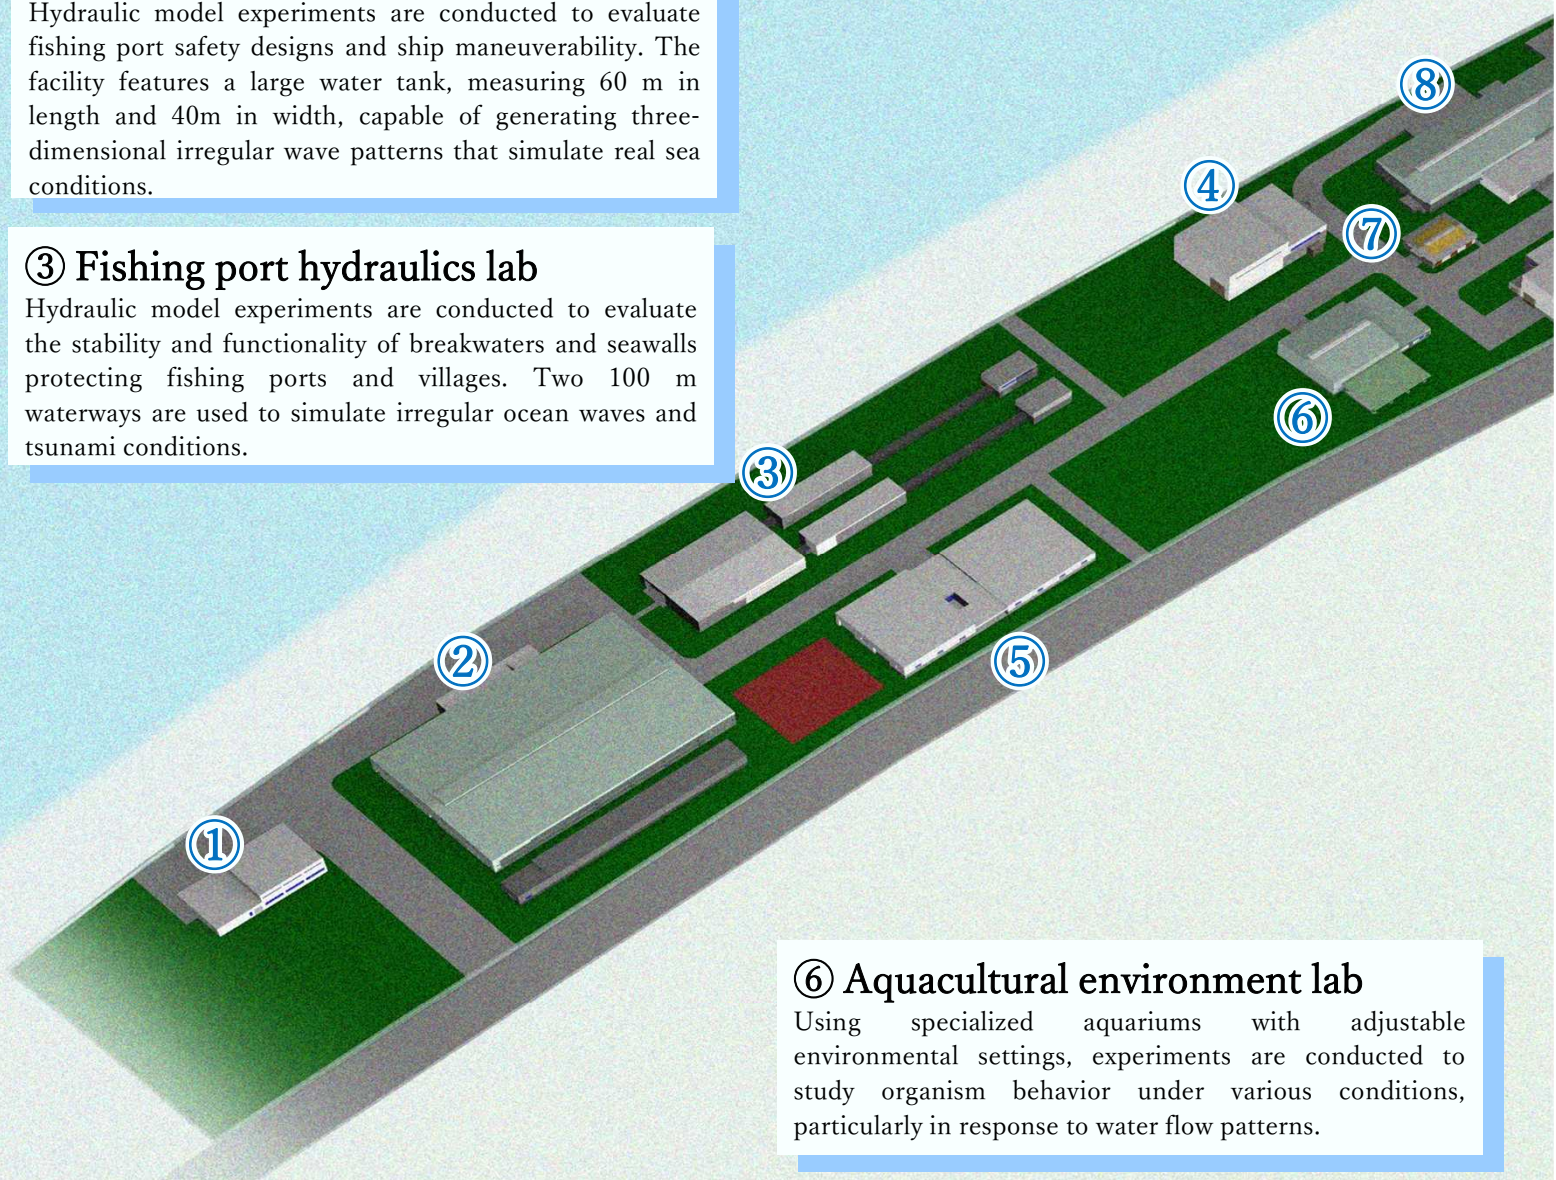 Hydraulic model experiments are conducted to evaluate
fishing port safety designs and ship maneuverability. The
facility features a large water tank, measuring 60 m in
length and 40m in width, capable of generating three-
dimensional irregular wave patterns that simulate real sea
conditions.
③ Fishing port hydraulics lab
Hydraulic model experiments are conducted to evaluate
the stability and functionality of breakwaters and seawalls
protecting fishing ports and villages. Two 100 m
waterways are used to simulate irregular ocean waves and
tsunami conditions.
⑧
④
⑦
⑥
③
②
⑤
①
⑥ Aquacultural environment lab
Using specialized aquariums with adjustable
environmental settings, experiments are conducted to
study organism behavior under various conditions,
particularly in response to water flow patterns.